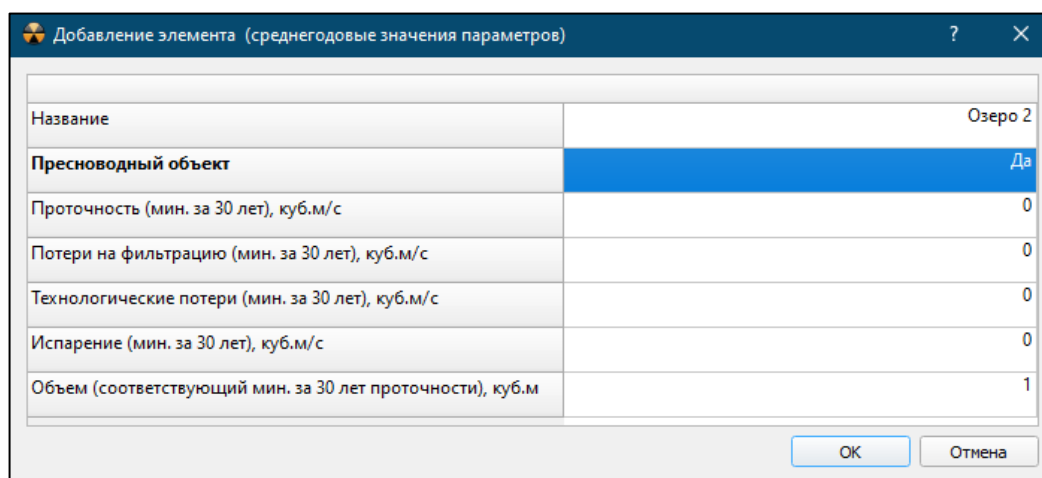 Добавление элемента (среднегодовые значения параметров) ? ×
Название Озеро 2
Пресноводный объект Да
Проточность (мин. за 30 лет), куб.м/с 0
Потери на фильтрацию (мин. за 30 лет), куб.м/с 0
Технологические потери (мин. за 30 лет), куб.м/с 0
Испарение (мин. за 30 лет), куб.м/с 0
Объем (соответствующий мин. за 30 лет проточности), куб.м 1
ОК Отмена